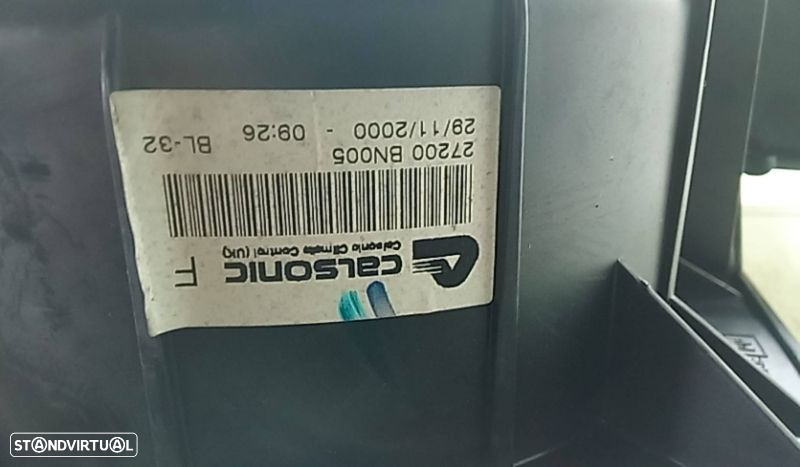 CALSONIC F
Calsonic Climate Control (UK)
27200 BN005
29/11/2000 - 09:26 BL-32
STANDVIRTUAL